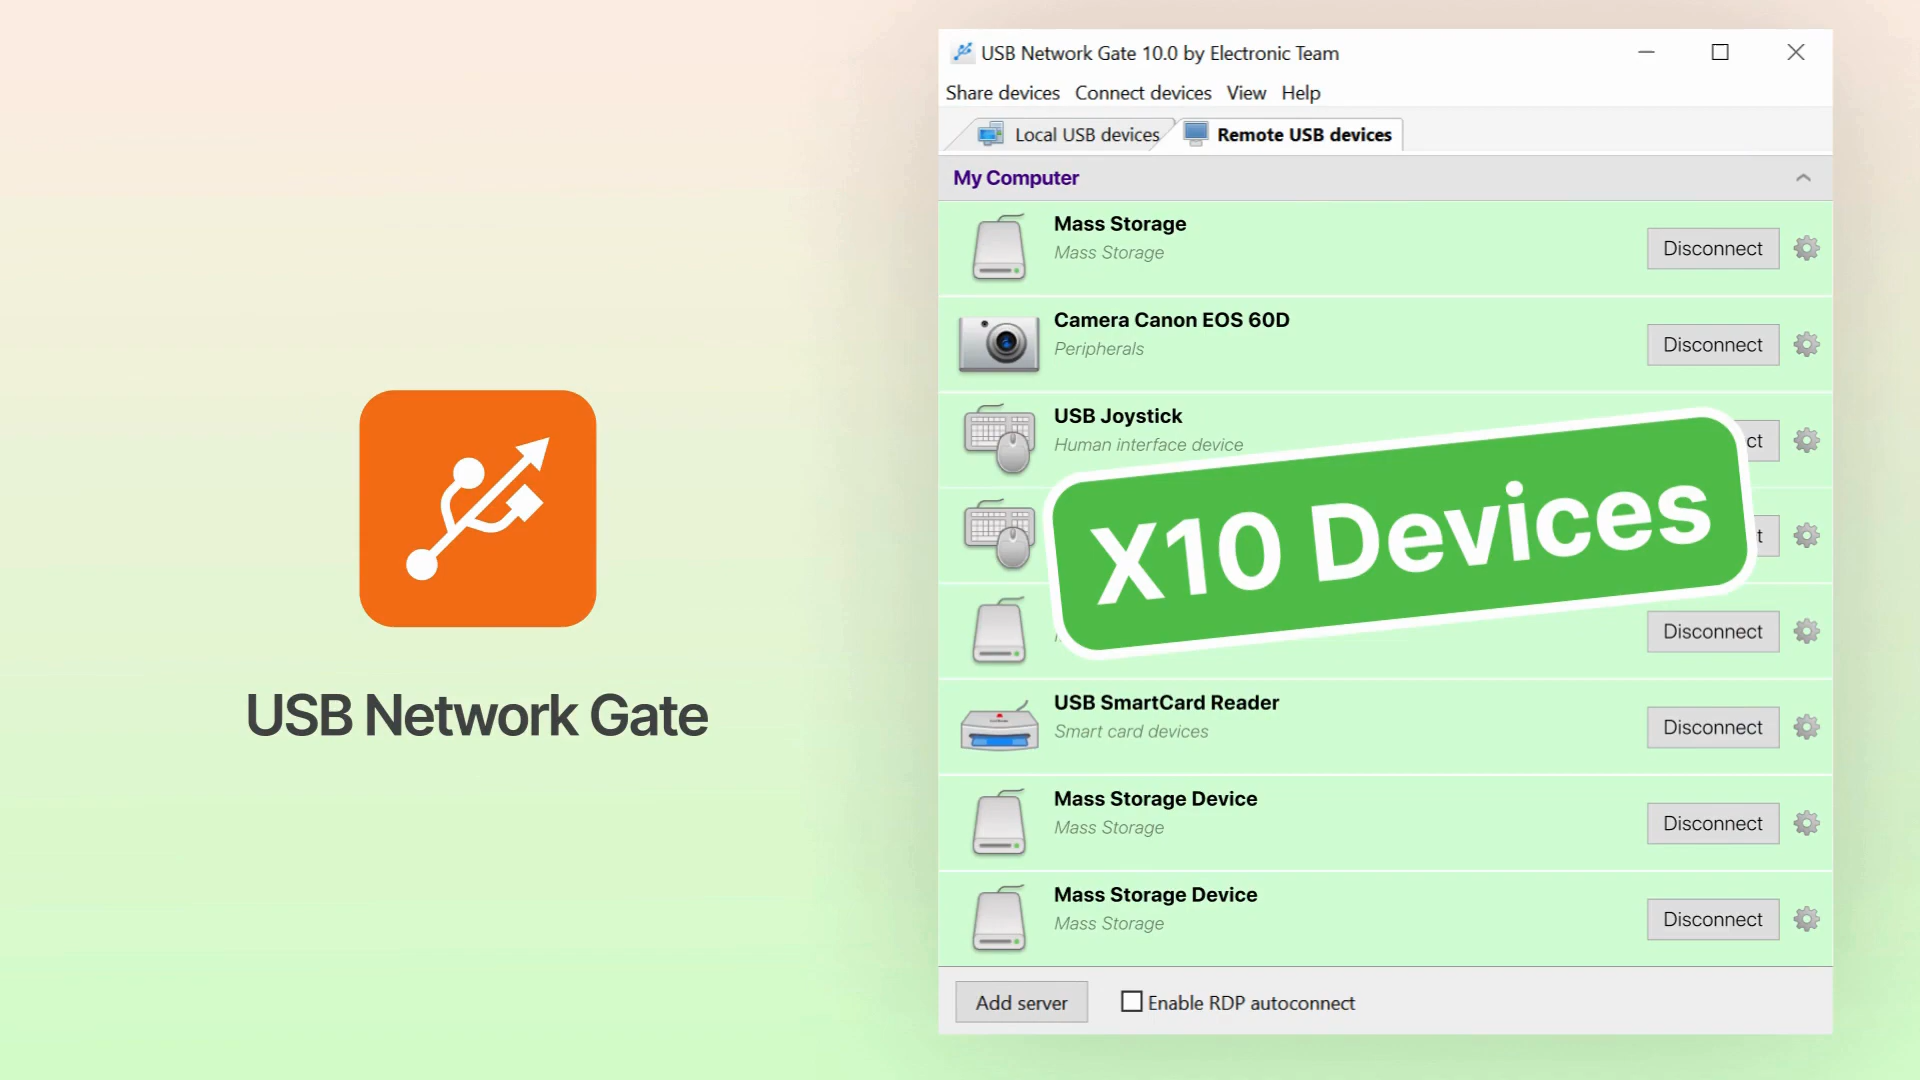 USB Network Gate
USB Network Gate 10.0 by Electronic Team
Share devices Connect devices View Help
Local USB devices Remote USB devices
My Computer
Mass Storage
Mass Storage
Disconnect
Camera Canon EOS 60D
Peripherals
Disconnect
USB Joystick
Human interface device
X10 Devices
Disconnect
USB SmartCard Reader
Smart card devices
Disconnect
Mass Storage Device
Mass Storage
Disconnect
Mass Storage Device
Mass Storage
Disconnect
Add server Enable RDP autoconnect